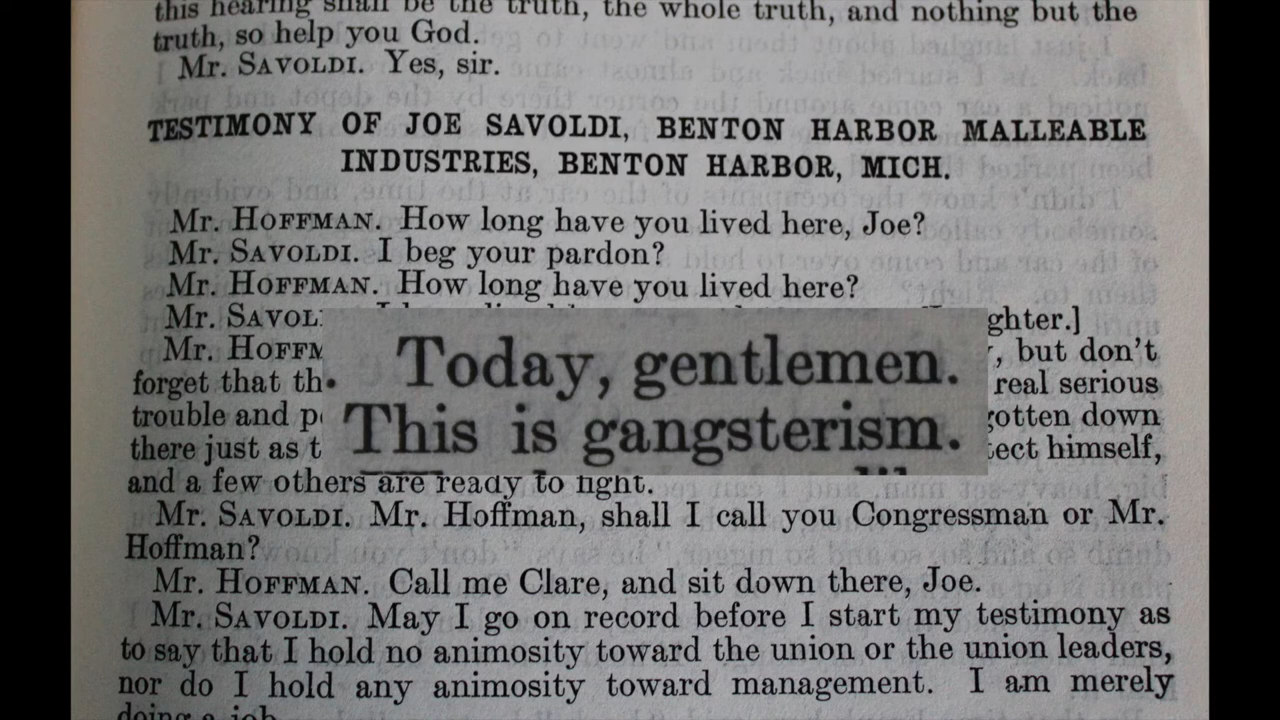 this hearing shall be the truth, the whole truth, and nothing but the
truth, so help you God.
Mr. SAVOLDI. Yes, sir.
TESTIMONY OF JOE SAVOLDI, BENTON HARBOR MALLEABLE
INDUSTRIES, BENTON HARBOR, MICH.
Mr. HOFFMAN. How long have you lived here, Joe?
Mr. SAVOLDI. I beg your pardon?
Mr. HOFFMAN. How long have you lived here?
Mr. SAVOL
ghter.]
Mr. HOFFM
, but don't
forget that th
real serious
trouble and p
gotten down
there just as t
tect himself,
Today, gentlemen.
This is gangsterism.
and a few others are ready to fight.
Mr. SAVOLDI. Mr. Hoffman, shall I call you Congressman or Mr.
Hoffman?
Mr. HOFFMAN. Call me Clare, and sit down there, Joe.
Mr. SAVOLDI. May I go on record before I start my testimony as
to say that I hold no animosity toward the union or the union leaders,
nor do I hold any animosity toward management. I am merely
doing a job